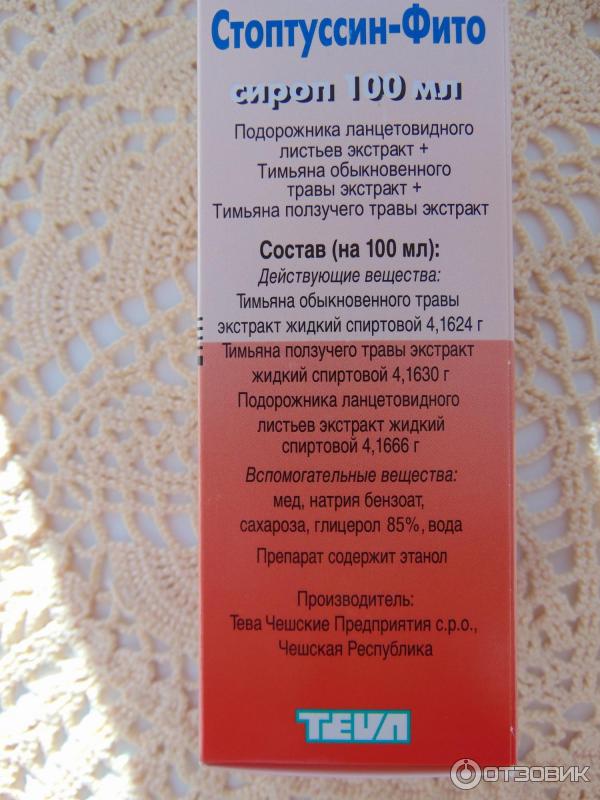 Стоптуссин-Фито
сироп 100 мл
Подорожника ланцетовидного
листьев экстракт +
Тимьяна обыкновенного
травы экстракт +
Тимьяна ползучего травы экстракт
Состав (на 100 мл):
Действующие вещества:
Тимьяна обыкновенного травы
экстракт жидкий спиртовой 4,1624 г
Тимьяна ползучего травы экстракт
жидкий спиртовой 4,1630 г
Подорожника ланцетовидного
листьев экстракт жидкий
спиртовой 4,1666 г
Вспомогательные вещества:
мед, натрия бензоат,
сахароза, глицерол 85%, вода
Препарат содержит этанол
Производитель:
Тева Чешские Предприятия с.р.о.,
Чешская Республика
TEVA
ОТЗОВИК